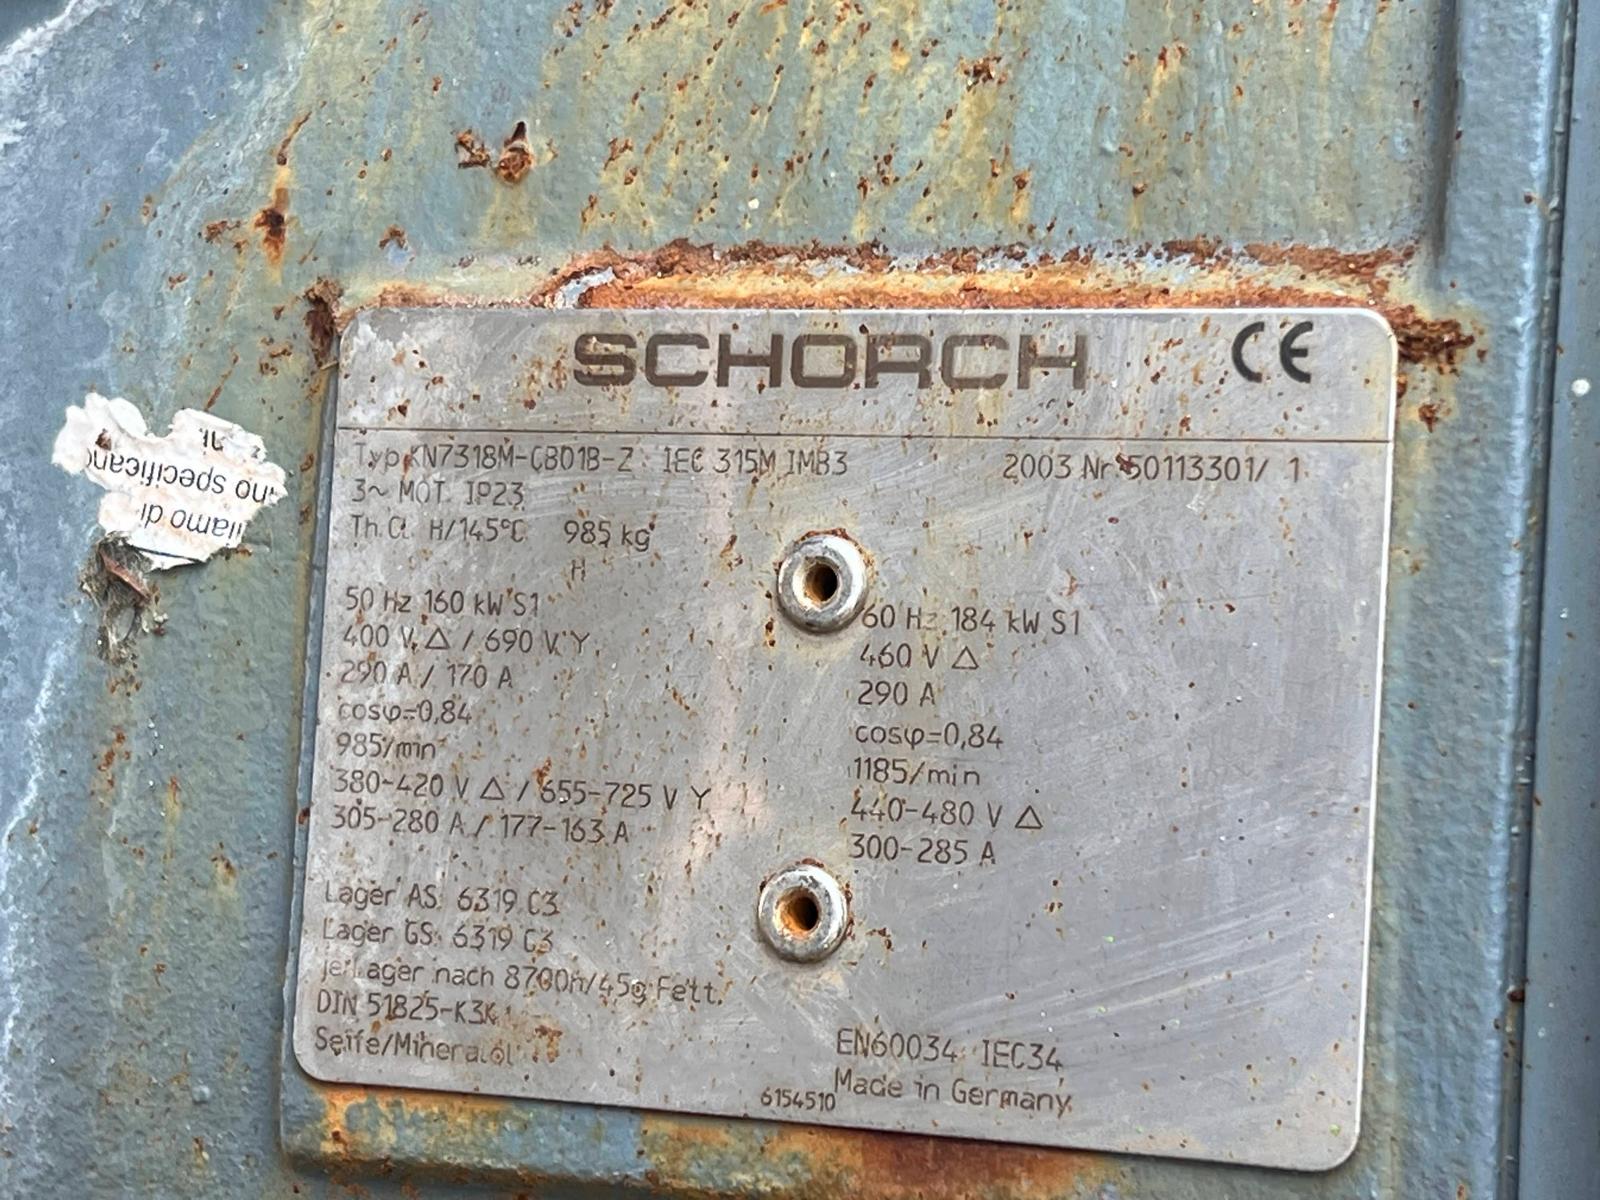 SCHORCH CE
Typ KN7318M-CB01B-Z IEC 315M IMB3 2003 Nr. 50113301/ 1
3~ MOT. IP23
Th.Cl. H/145°C 985 kg
H
50 Hz 160 kW S1
400 V △ / 690 V Y
290 A / 170 A
cosφ=0,84
985/min
380-420 V △ / 655-725 V Y
305-280 A / 177-163 A
60 Hz 184 kW S1
460 V △
290 A
cosφ=0,84
1185/min
440-480 V △
300-285 A
Lager AS: 6319 C3
Lager GS: 6319 C3
je Lager nach 8700h/45g Fett
DIN 51825-K3K
Seife/Mineralöl
EN60034 IEC34
Made in Germany
6154510
iamo di
no specifican